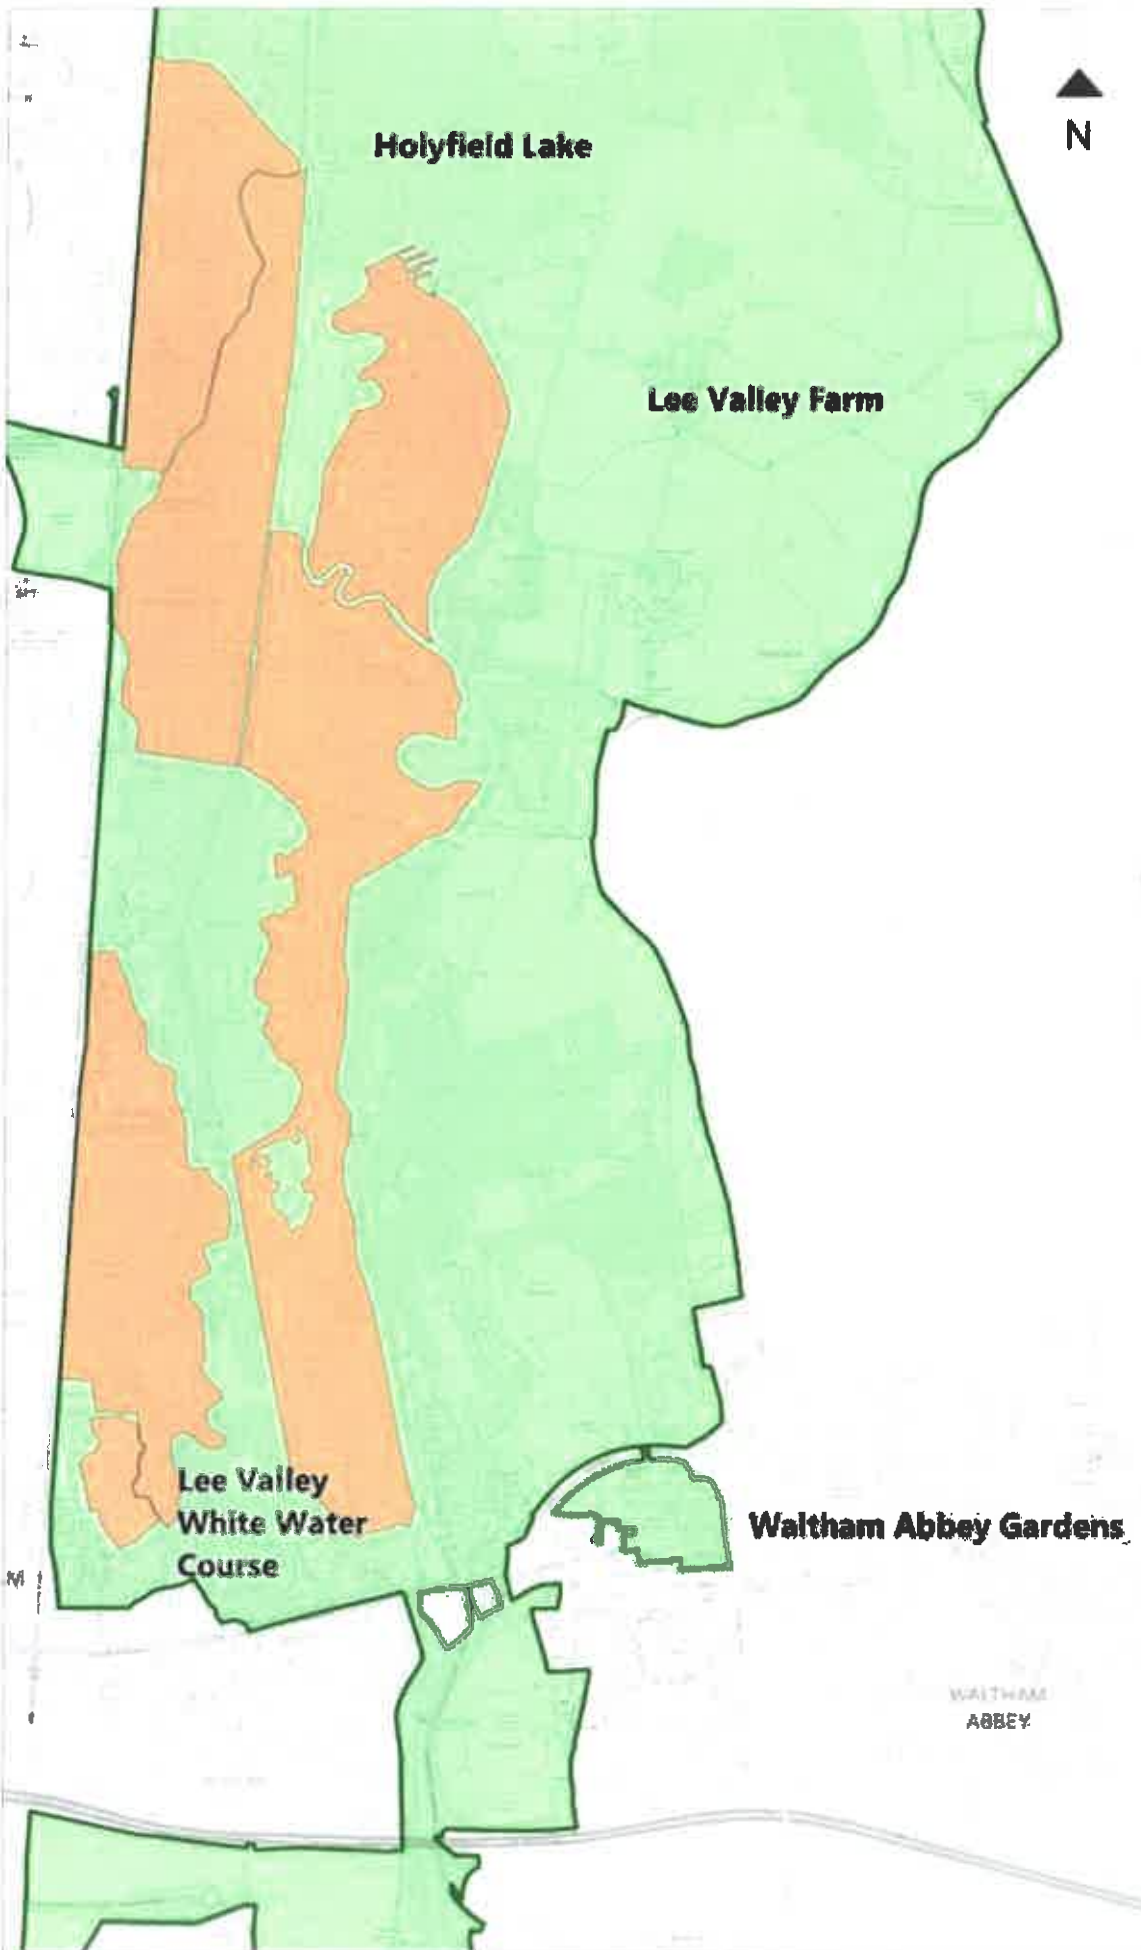 N
Holyfield Lake
Lee Valley Farm
Lee Valley
White Water
Course
Waltham Abbey Gardens
WALTHAM
ABBEY